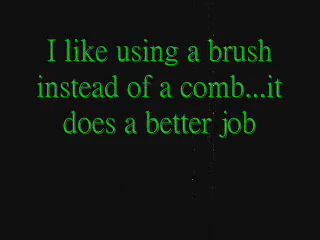 I like using a brush
instead of a comb...it
does a better job